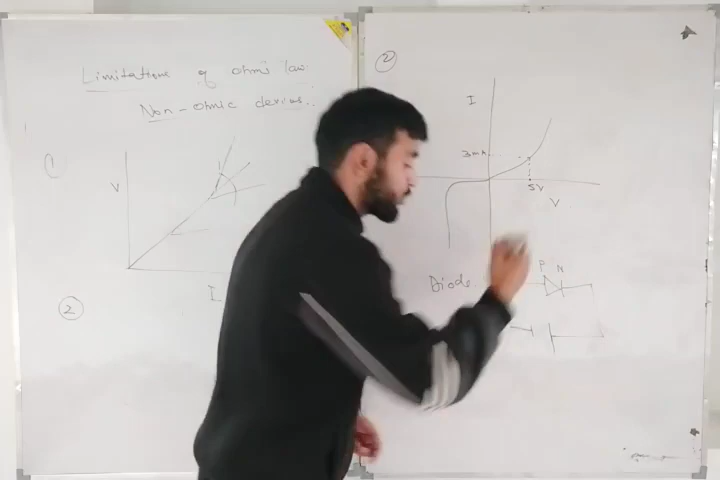 Limitations of ohm's law
Non-ohmic devices:
1
V
I
2
2
I
3mA
5V
V
Diode
P N